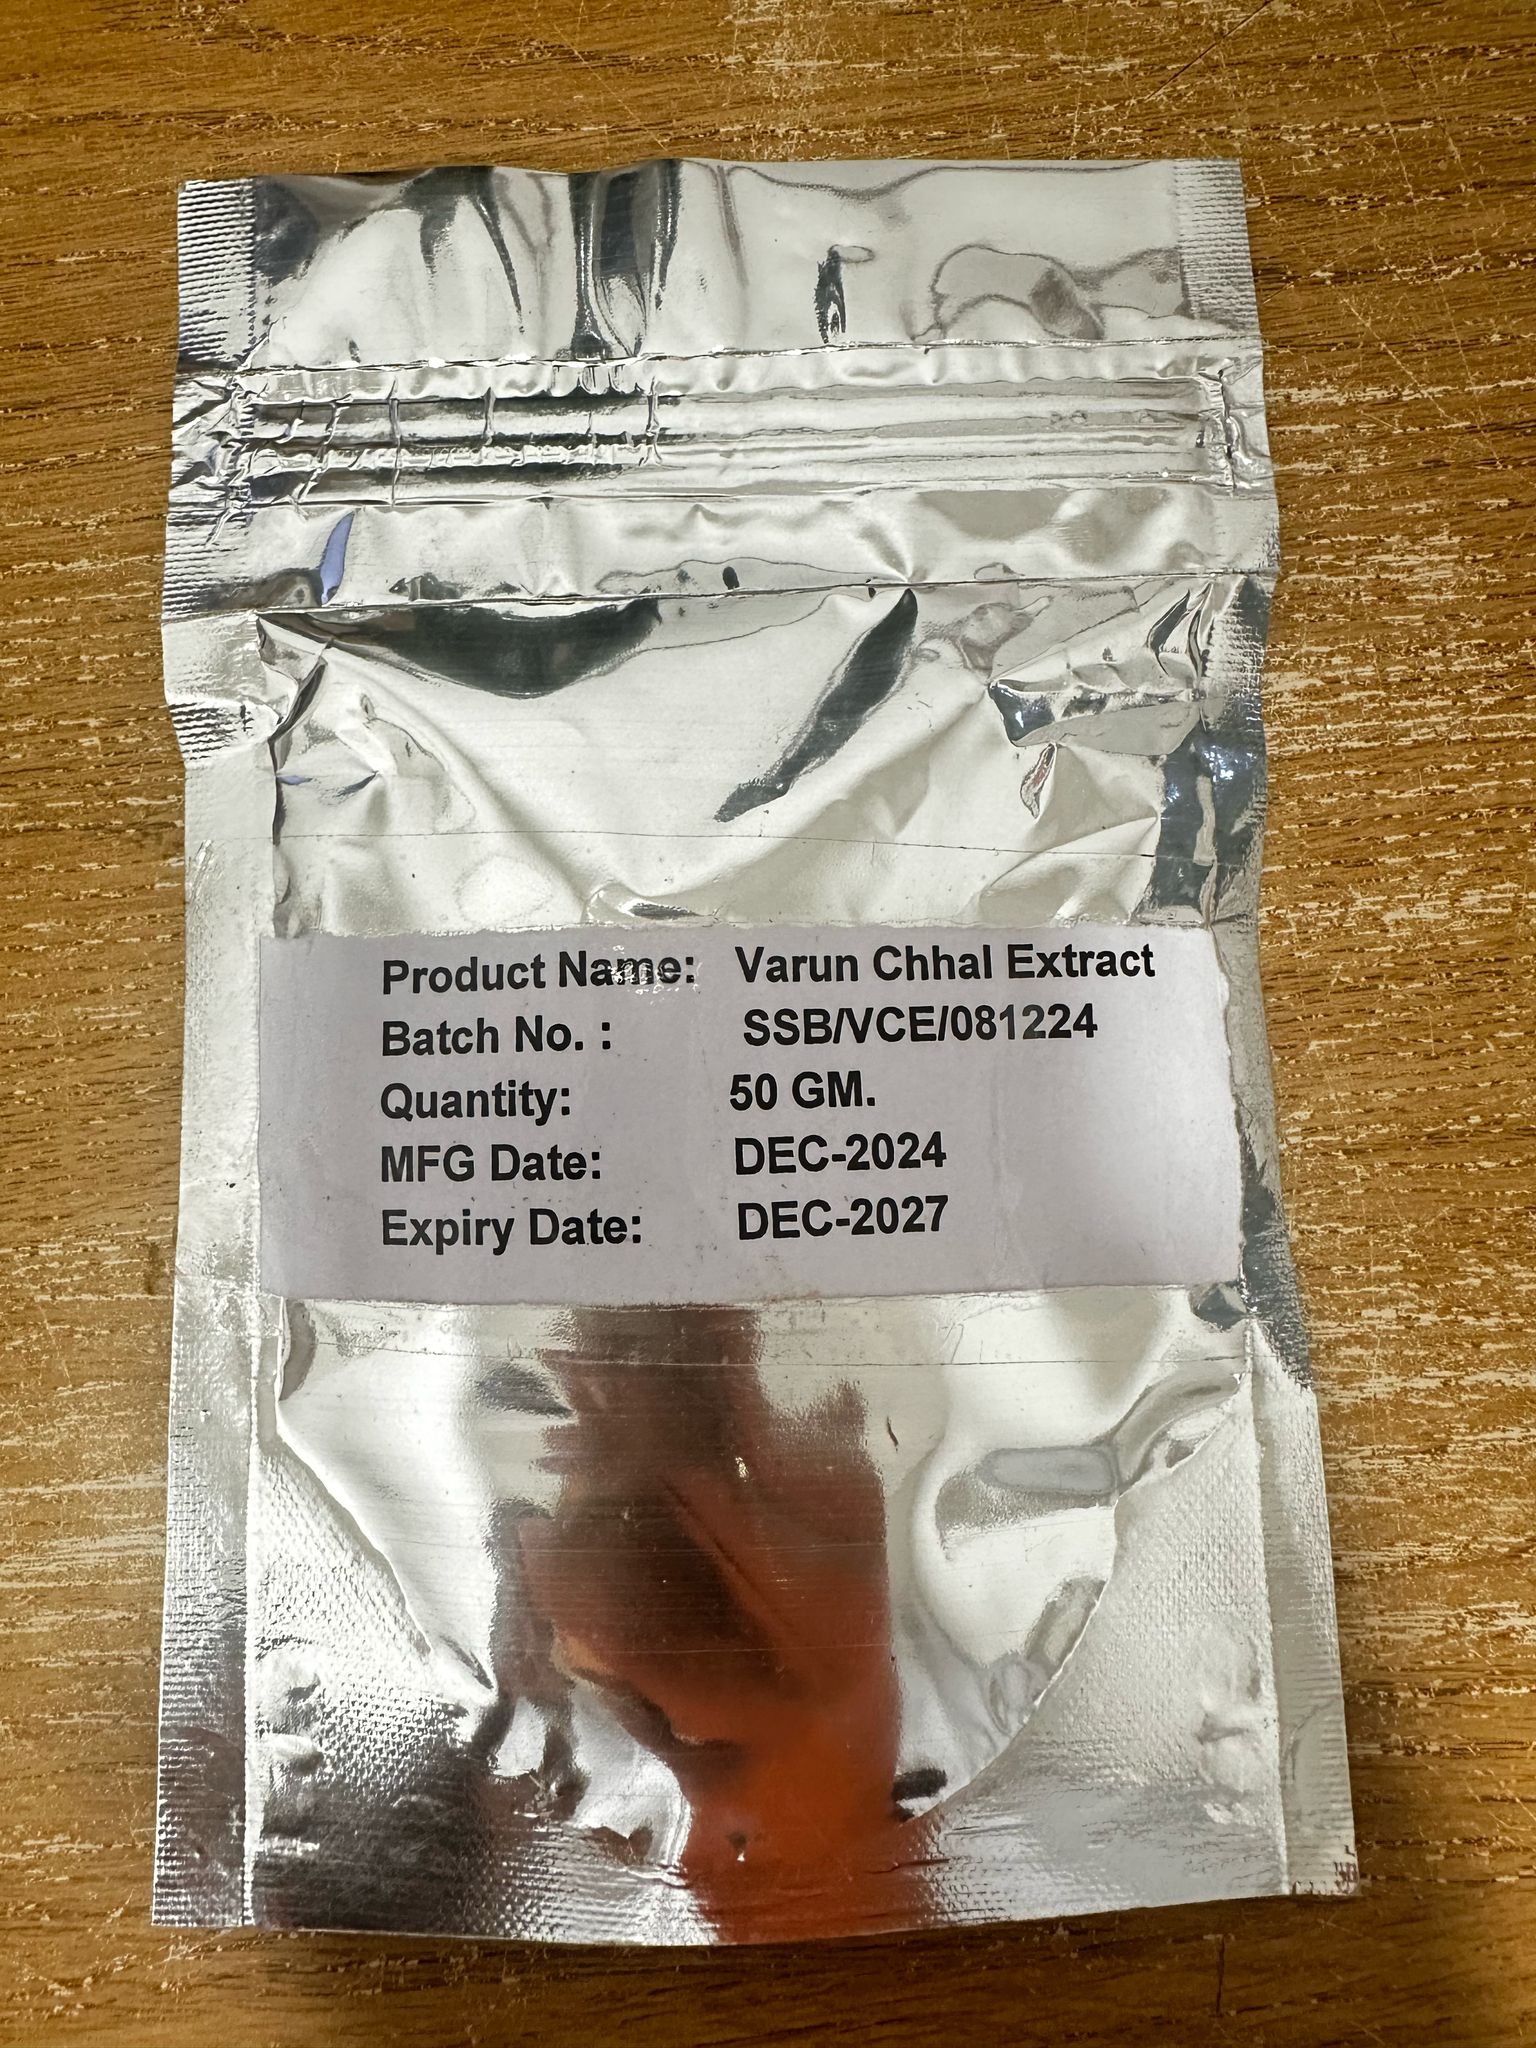 Product Name: Varun Chhal Extract
Batch No. : SSB/VCE/081224
Quantity: 50 GM.
MFG Date: DEC-2024
Expiry Date: DEC-2027